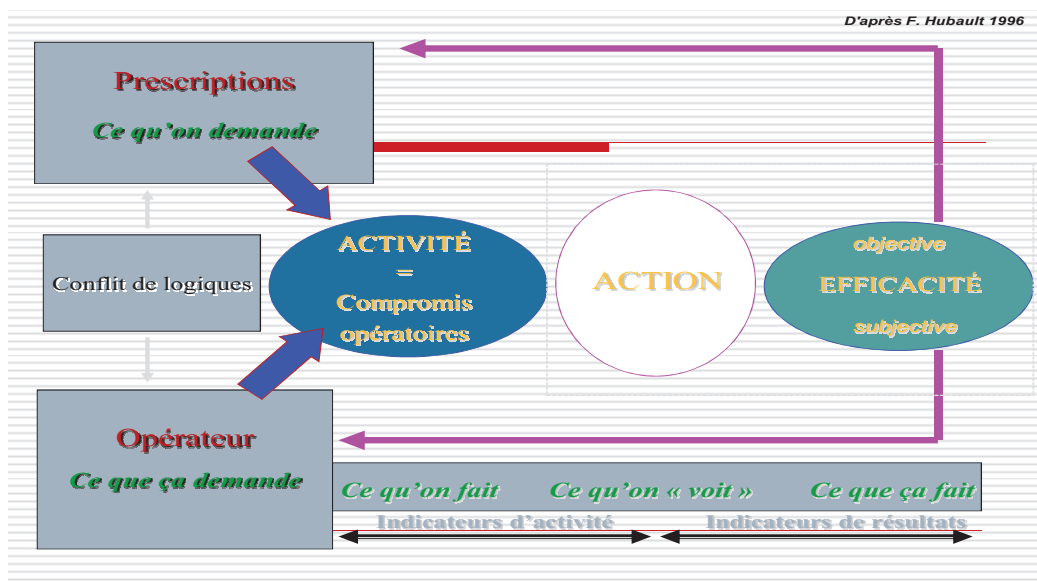 D'après F. Hubault 1996
Prescriptions
Ce qu'on demande
Conflit de logiques
ACTIVITÉ
=
Compromis
opératoires
ACTION
objective
EFFICACITÉ
subjective
Opérateur
Ce que ça demande
Ce qu'on fait
Ce qu'on « voit »
Ce que ça fait
Indicateurs d'activité
Indicateurs de résultats